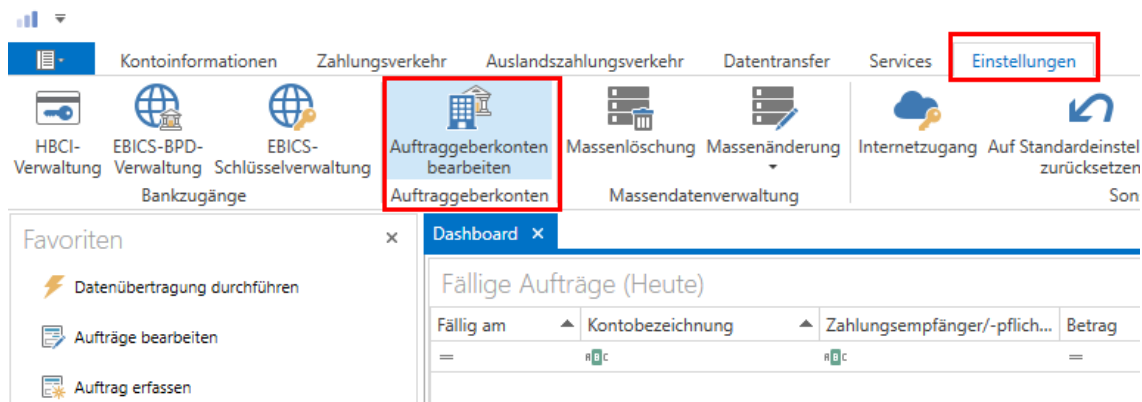 Kontoinformationen Zahlungsverkehr Auslandszahlungsverkehr Datentransfer Services Einstellungen
HBCI-
Verwaltung
EBICS-BPD-
Verwaltung
EBICS-
Schlüsselverwaltung
Auftraggeberkonten
bearbeiten
Massenlöschung
Massenänderung
Internetzugang
Auf Standardeinstel
zurücksetzen
Bankzugänge Auftraggeberkonten Massendatenverwaltung Son
Favoriten
Dashboard
Datenübertragung durchführen
Aufträge bearbeiten
Auftrag erfassen
Fällige Aufträge (Heute)
Fällig am Kontobezeichnung Zahlungsempfänger/-pflich... Betrag
= ABC ABC =